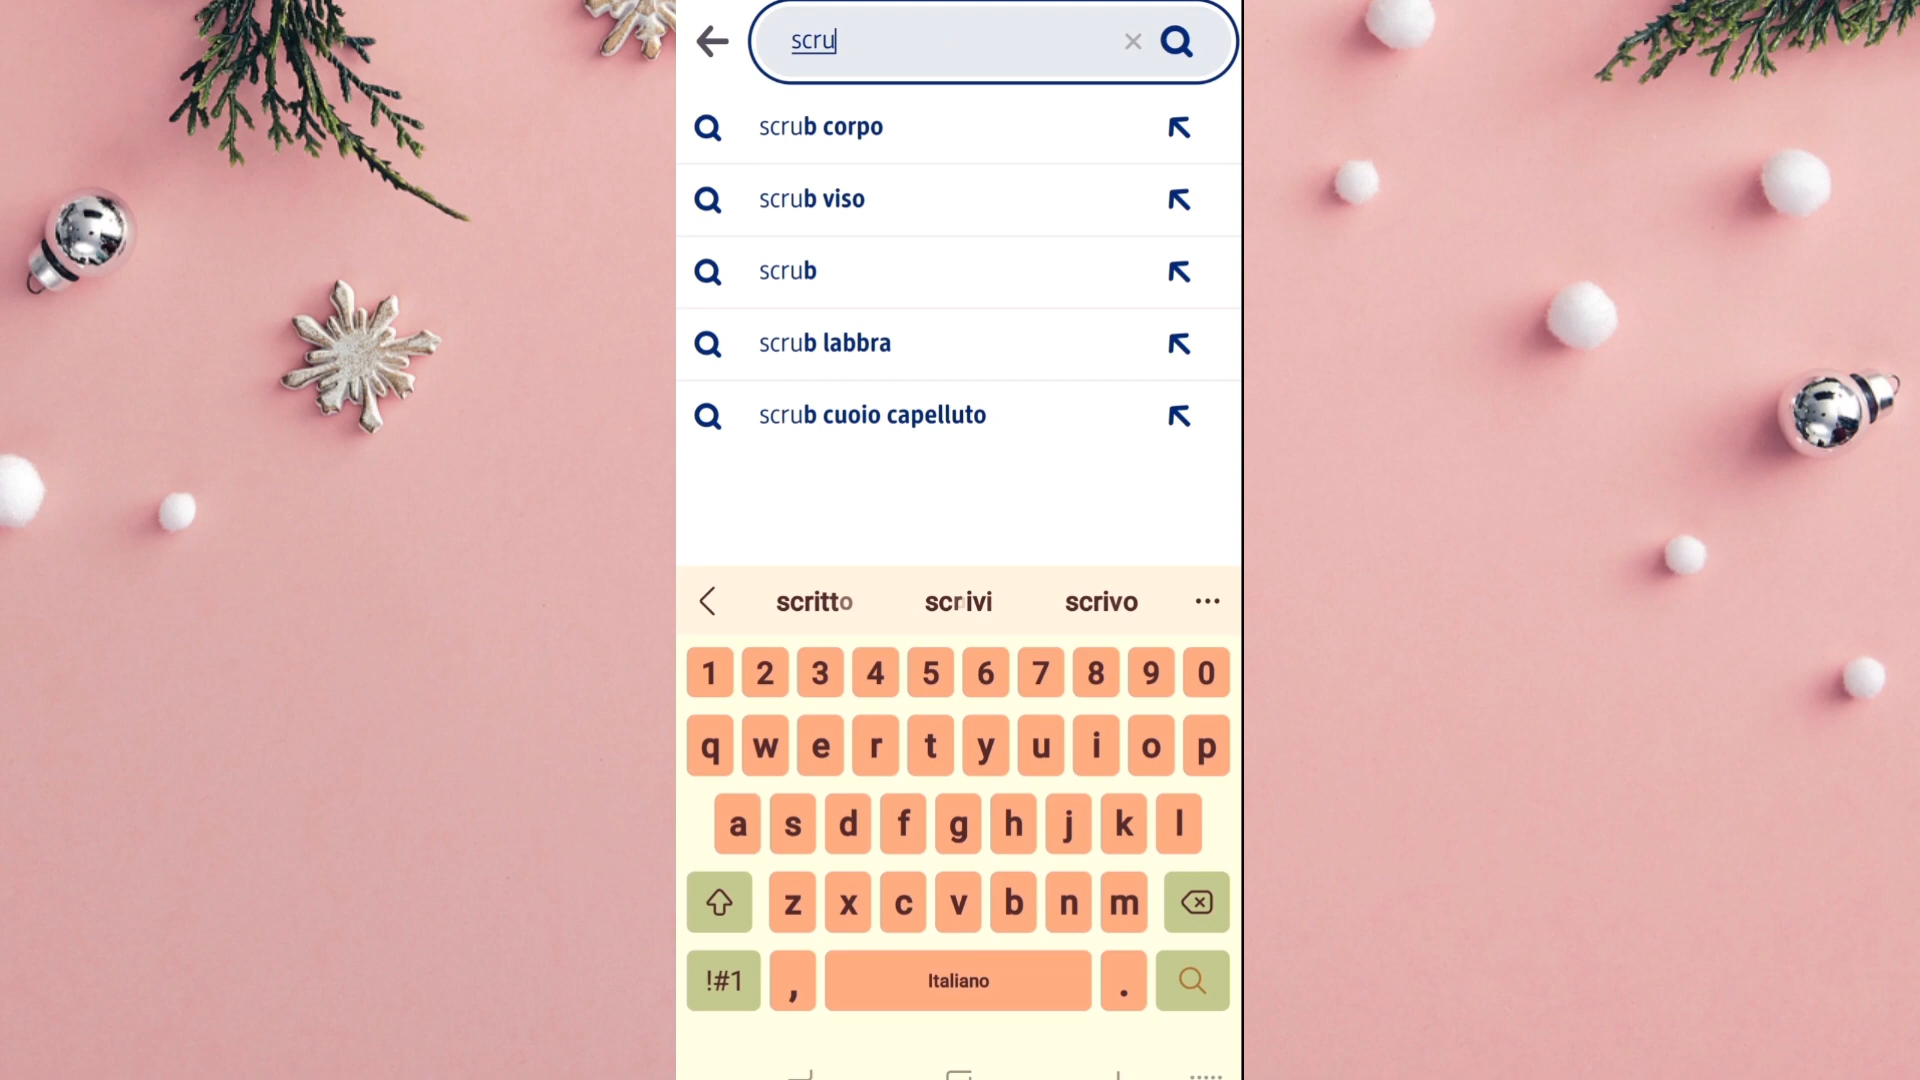 scru
scrub corpo
scrub viso
scrub
scrub labbra
scrub cuoio capelluto
scritto scrivi scrivo ...
1 2 3 4 5 6 7 8 9 0
q w e r t y u i o p
a s d f g h j k l
z x c v b n m
!#1 , Italiano .